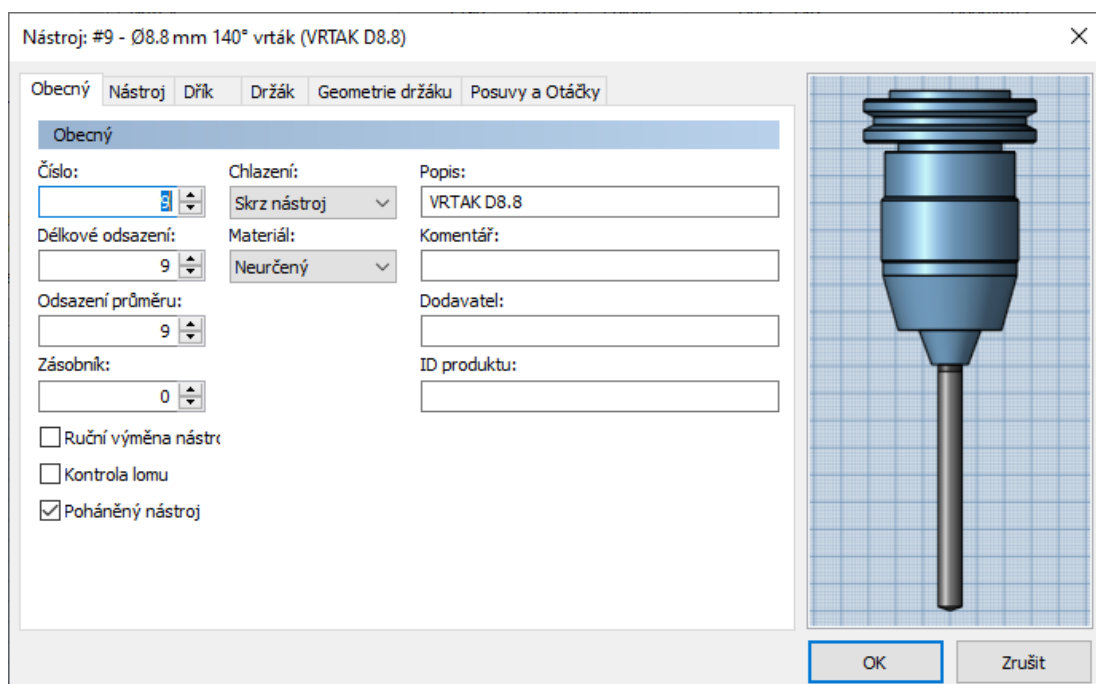 Nástroj: #9 - Ø8.8 mm 140° vrták (VRTAK D8.8)
Obecný Nástroj Dřík Držák Geometrie držáku Posuvy a Otáčky
Obecný
Číslo: Chlazení: Popis:
9 Skrz nástroj VRTAK D8.8
Délkové odsazení: Materiál: Komentář:
9 Neurčený
Odsazení průměru: Dodavatel:
9
Zásobník: ID produktu:
0
Ruční výměna nástro
Kontrola lomu
Poháněný nástroj
OK Zrušit